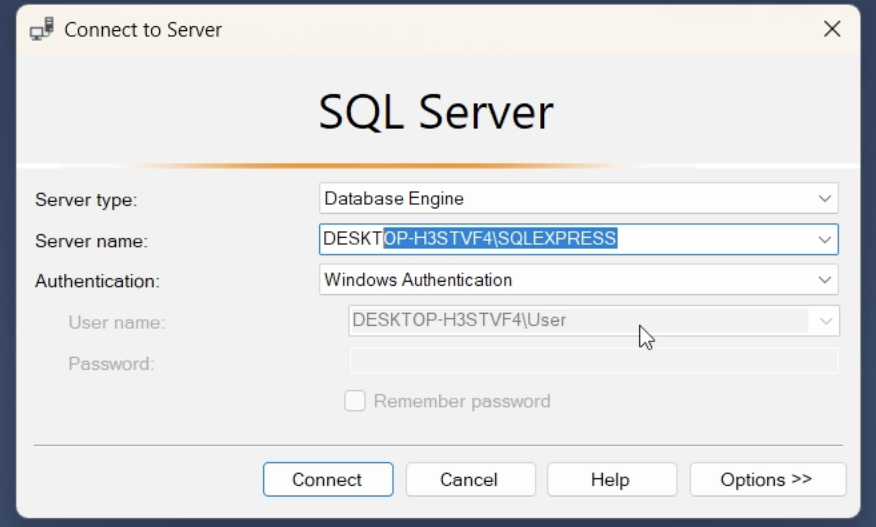 Connect to Server
SQL Server
Server type: Database Engine
Server name: DESKTOP-H3STVF4\SQLEXPRESS
Authentication: Windows Authentication
User name: DESKTOP-H3STVF4\User
Password:
Remember password
Connect Cancel Help Options >>